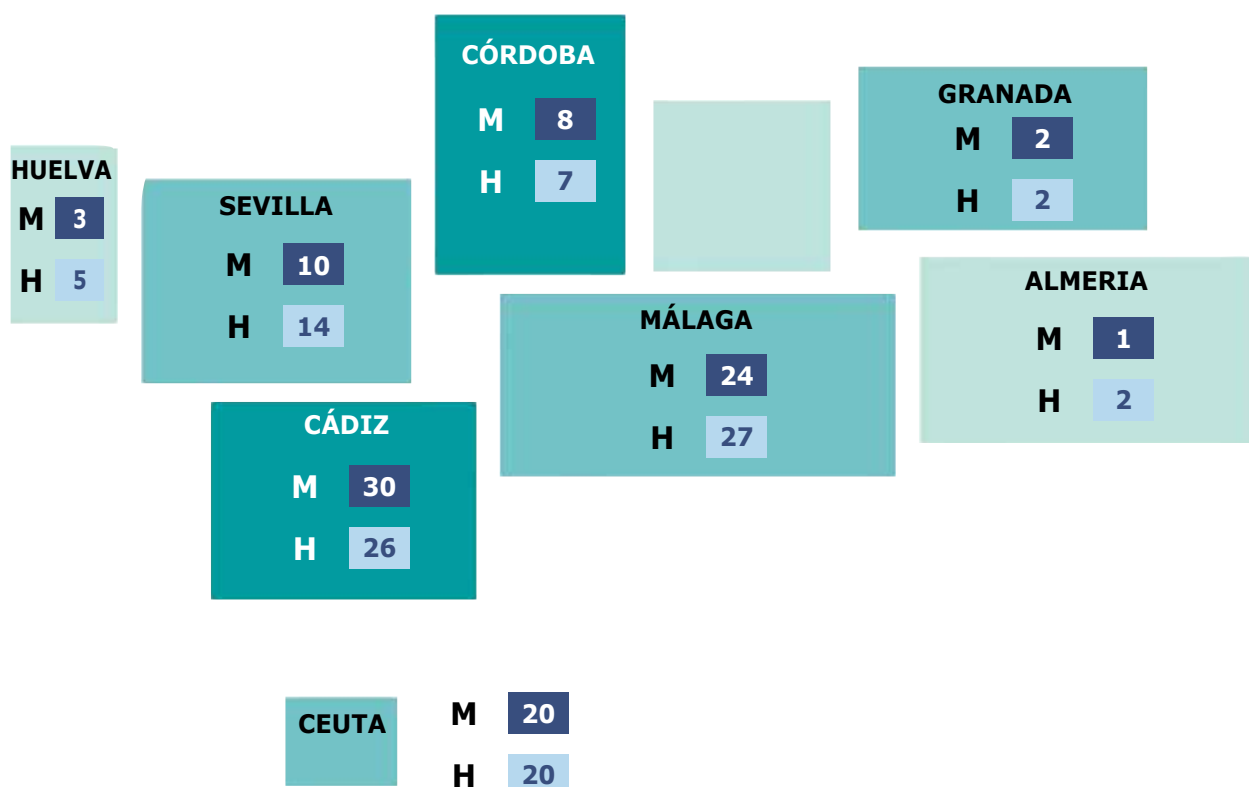 CÓRDOBA
M 8
H 7
GRANADA
M 2
H 2
HUELVA
M 3
H 5
SEVILLA
M 10
H 14
ALMERIA
M 1
H 2
MÁLAGA
M 24
H 27
CÁDIZ
M 30
H 26
CEUTA
M 20
H 20